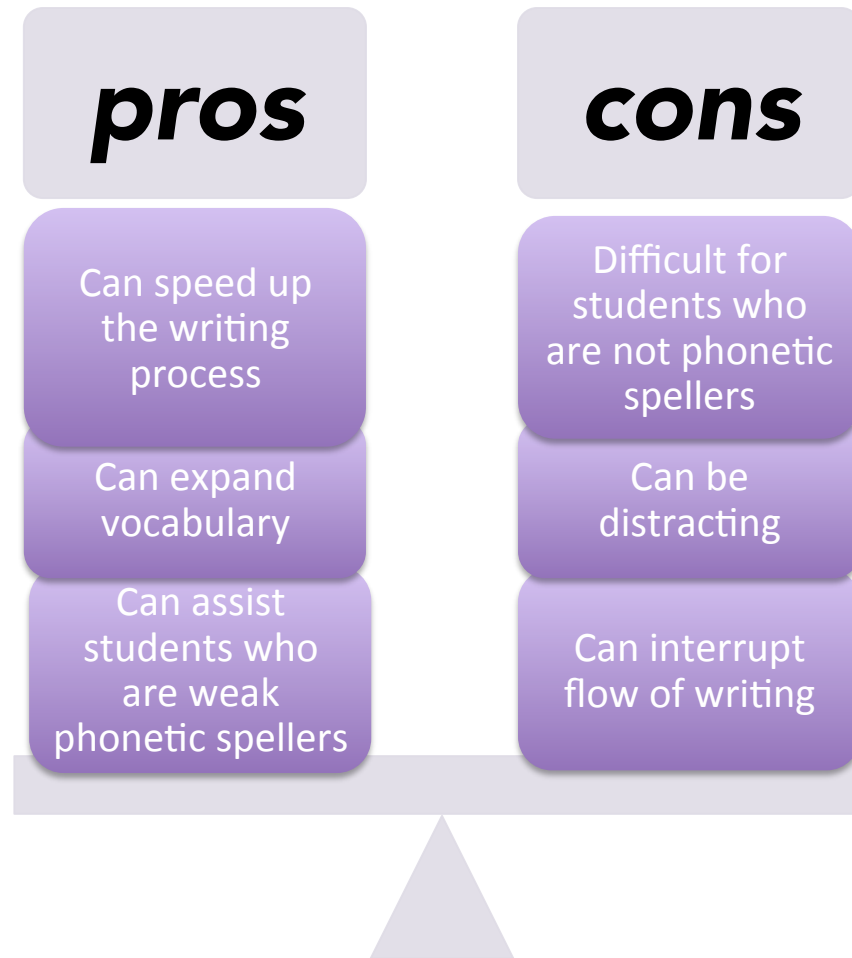 pros
Can speed up
the writing
process
Can expand
vocabulary
Can assist
students who
are weak
phonetic spellers
cons
Difficult for
students who
are not phonetic
spellers
Can be
distracting
Can interrupt
flow of writing